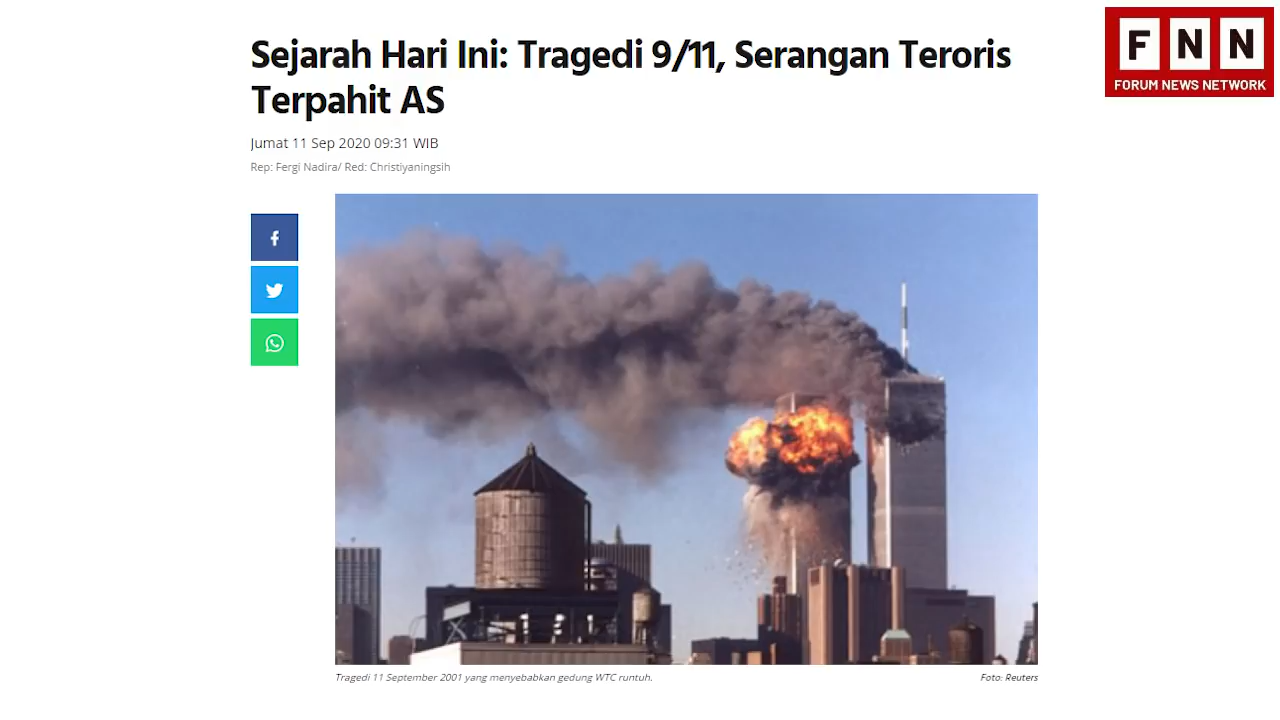 Sejarah Hari Ini: Tragedi 9/11, Serangan Teroris
Terpahit AS
Jumat 11 Sep 2020 09:31 WIB
Rep: Fergi Nadira/ Red: Christiyaningsih
FNN
FORUM NEWS NETWORK
Tragedi 11 September 2001 yang menyebabkan gedung WTC runtuh.
Foto: Reuters